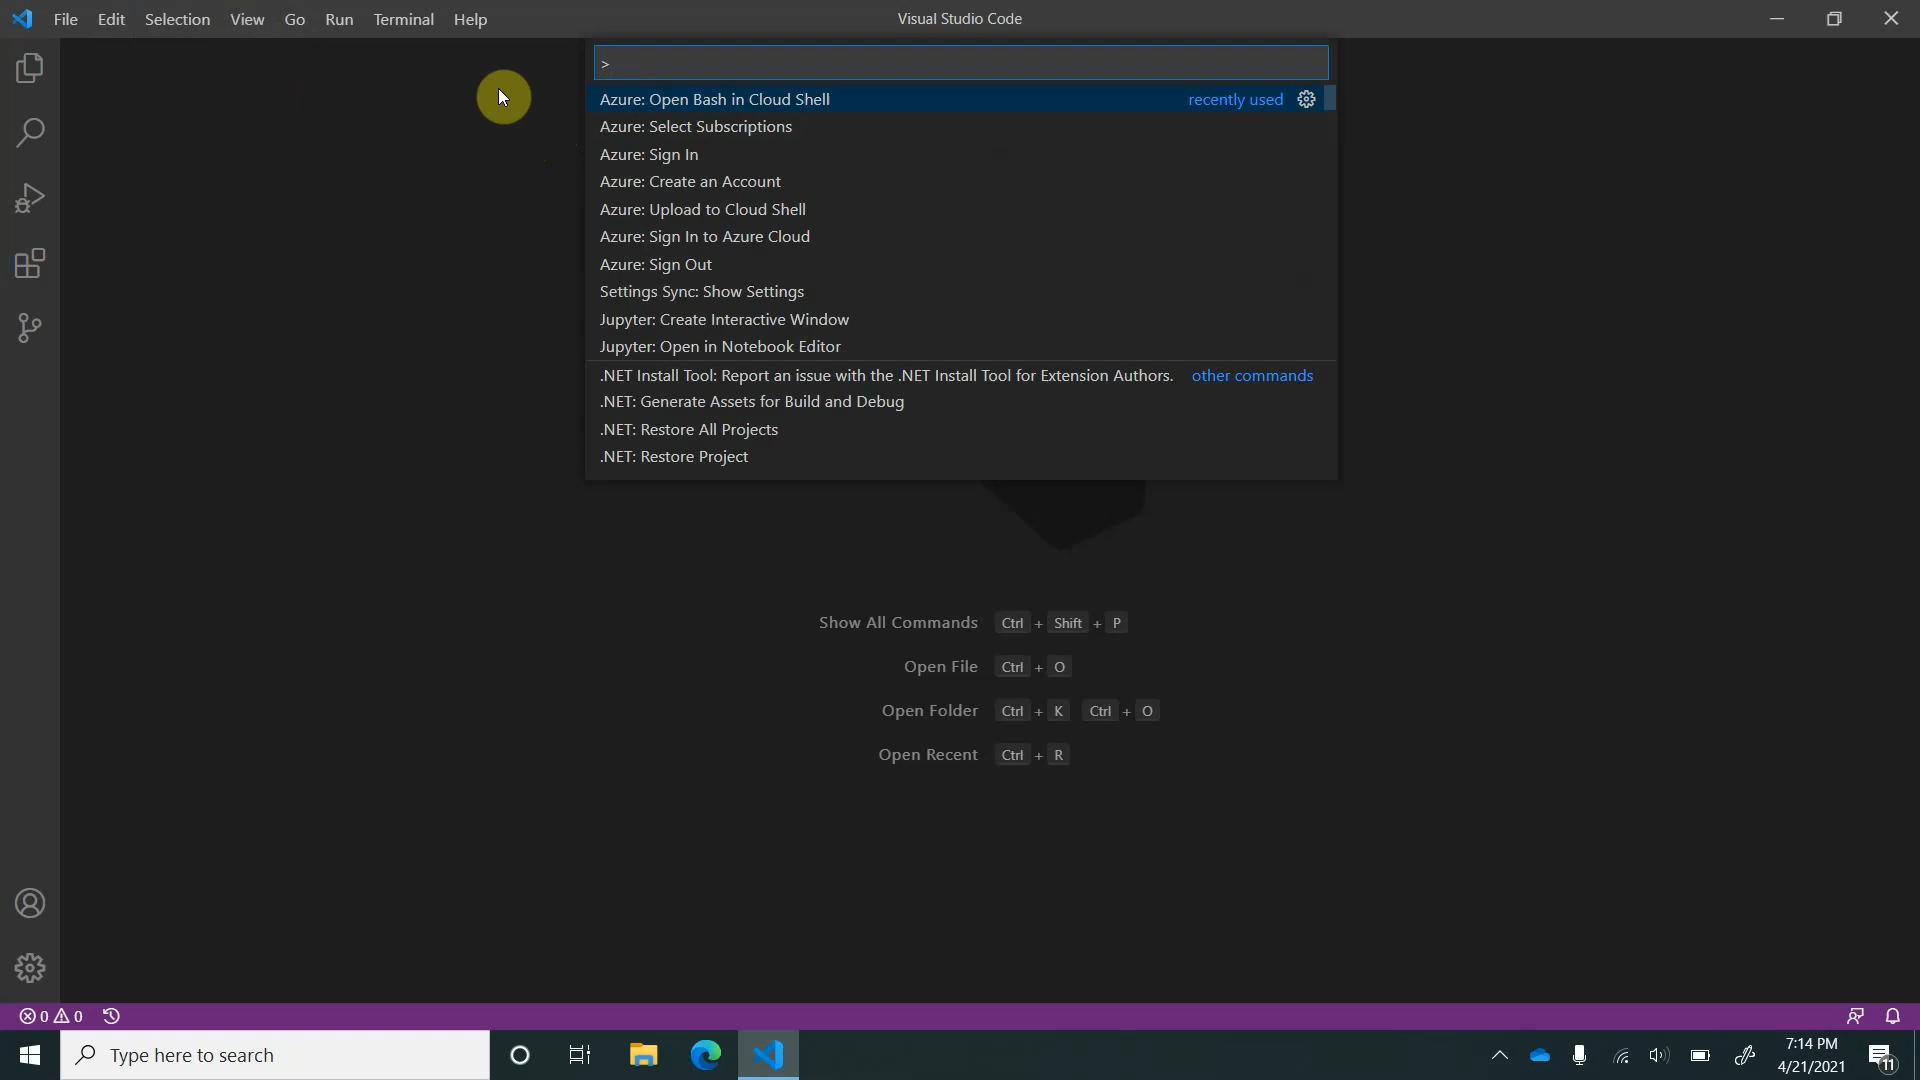 File Edit Selection View Go Run Terminal Help Visual Studio Code
>
Azure: Open Bash in Cloud Shell recently used
Azure: Select Subscriptions
Azure: Sign In
Azure: Create an Account
Azure: Upload to Cloud Shell
Azure: Sign In to Azure Cloud
Azure: Sign Out
Settings Sync: Show Settings
Jupyter: Create Interactive Window
Jupyter: Open in Notebook Editor
.NET Install Tool: Report an issue with the .NET Install Tool for Extension Authors. other commands
.NET: Generate Assets for Build and Debug
.NET: Restore All Projects
.NET: Restore Project
Show All Commands Ctrl + Shift + P
Open File Ctrl + O
Open Folder Ctrl + K Ctrl + O
Open Recent Ctrl + R
0 0
Type here to search
7:14 PM
4/21/2021
11